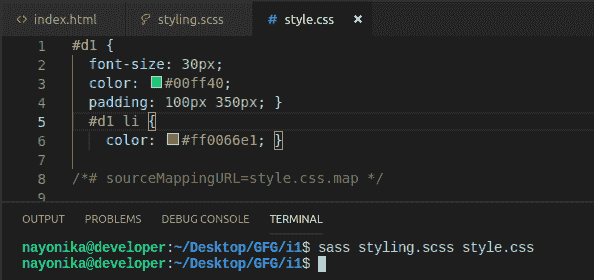 index.html styling.scss # style.css ×
1 #d1 {
2 font-size: 30px;
3 color: #00ff40;
4 padding: 100px 350px; }
5 #d1 li {
6 color: #ff0066e1; }
7
8 /*# sourceMappingURL=style.css.map */
9
OUTPUT PROBLEMS DEBUG CONSOLE TERMINAL
nayonika@developer:~/Desktop/GFG/i1$ sass styling.scss style.css
nayonika@developer:~/Desktop/GFG/i1$